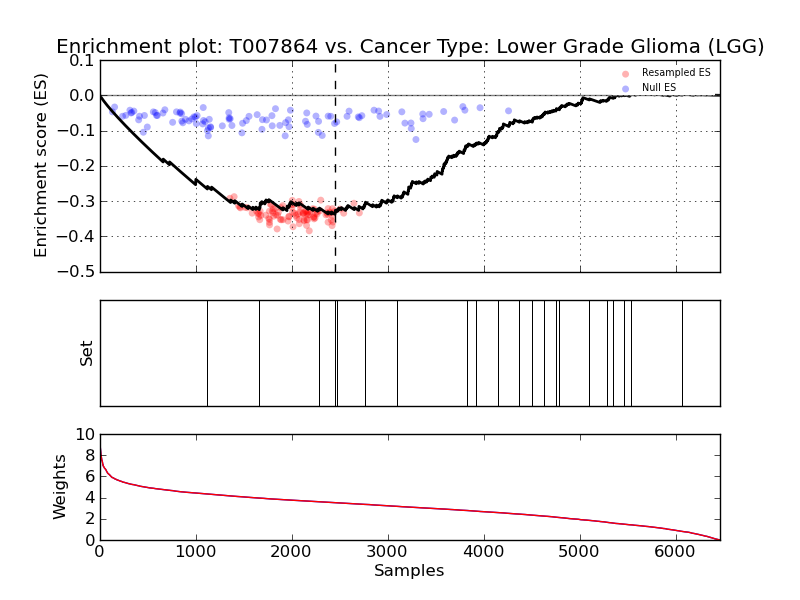 Enrichment plot: T007864 vs. Cancer Type: Lower Grade Glioma (LGG)
0.1
0.0
−0.1
−0.2
−0.3
−0.4
−0.5
Enrichment score (ES)
Resampled ES
Null ES
Set
10
8
6
4
2
0
Weights
0 1000 2000 3000 4000 5000 6000
Samples